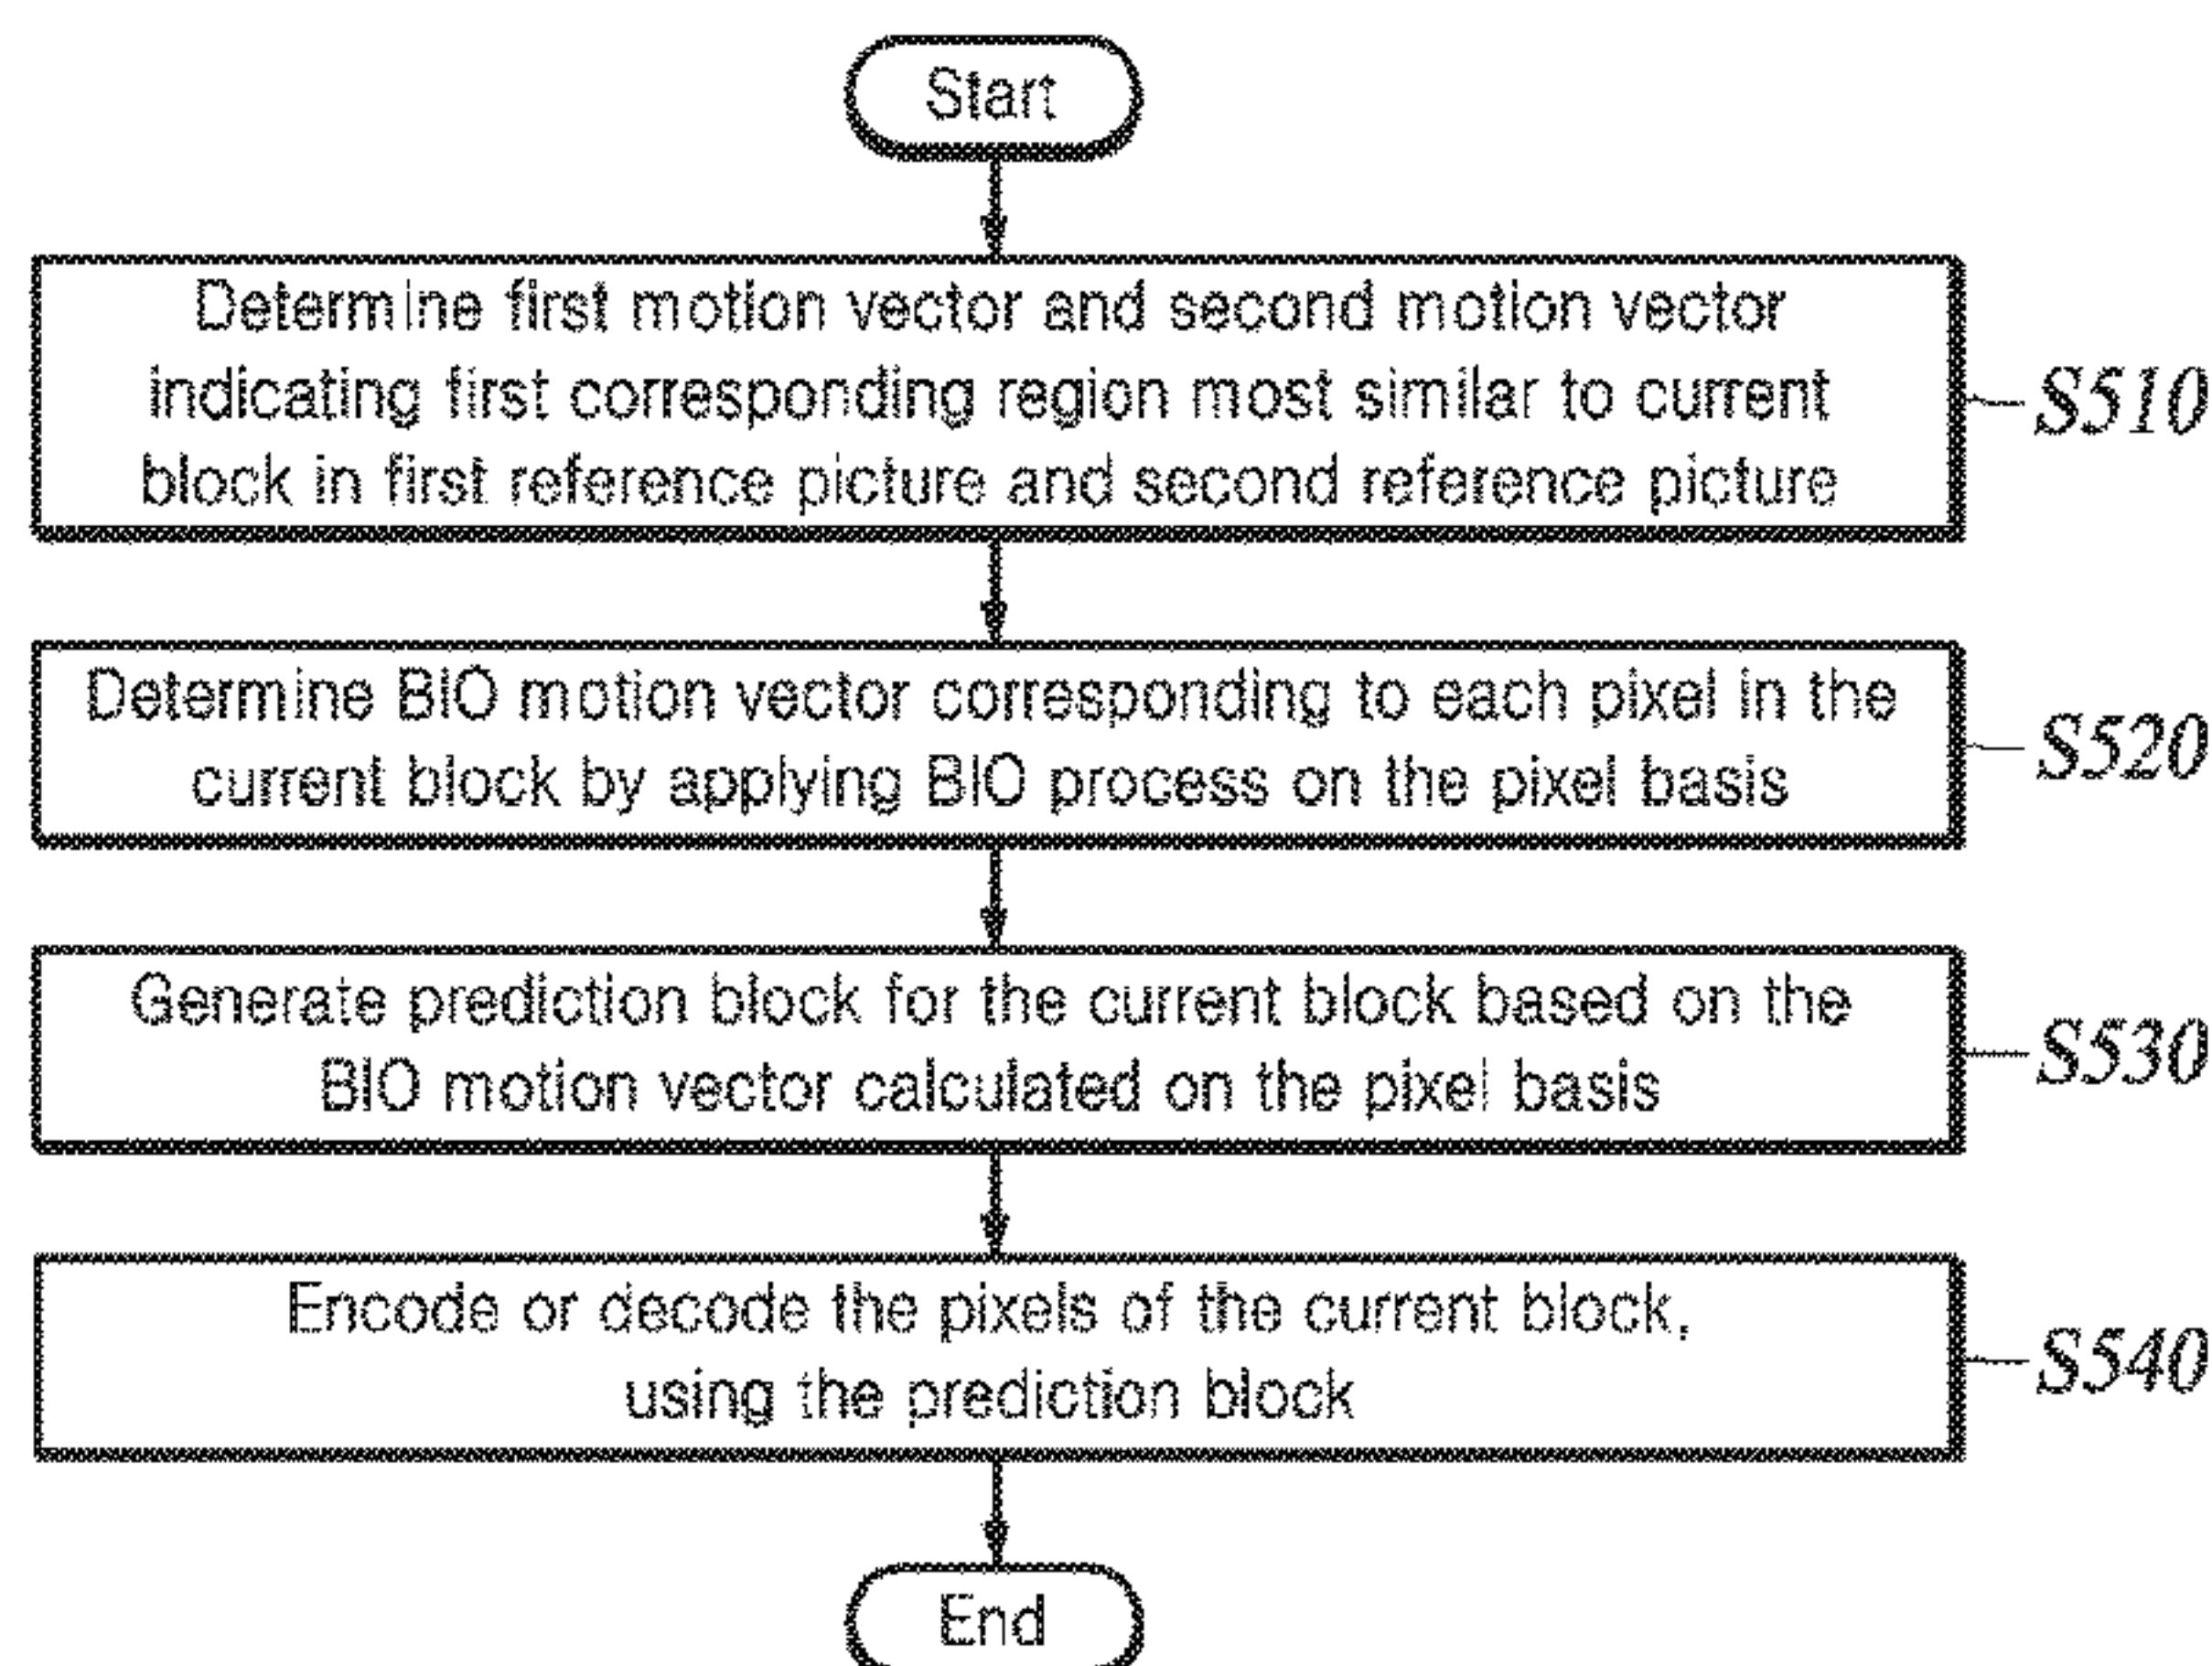 Start
Determine first motion vector and second motion vector
indicating first corresponding region most similar to current
block in first reference picture and second reference picture
S510
Determine BIO motion vector corresponding to each pixel in the
current block by applying BIO process on the pixel basis
S520
Generate prediction block for the current block based on the
BIO motion vector calculated on the pixel basis
S530
Encode or decode the pixels of the current block,
using the prediction block
S540
End